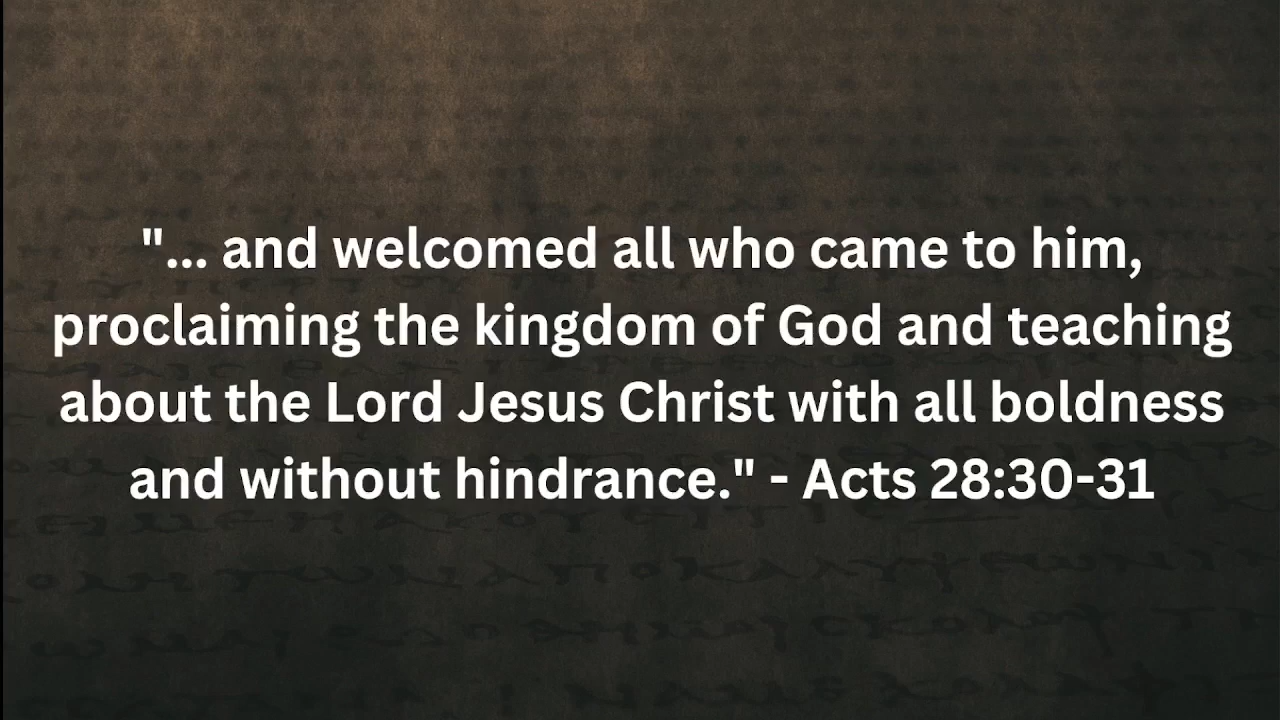 "... and welcomed all who came to him,
proclaiming the kingdom of God and teaching
about the Lord Jesus Christ with all boldness
and without hindrance." - Acts 28:30-31